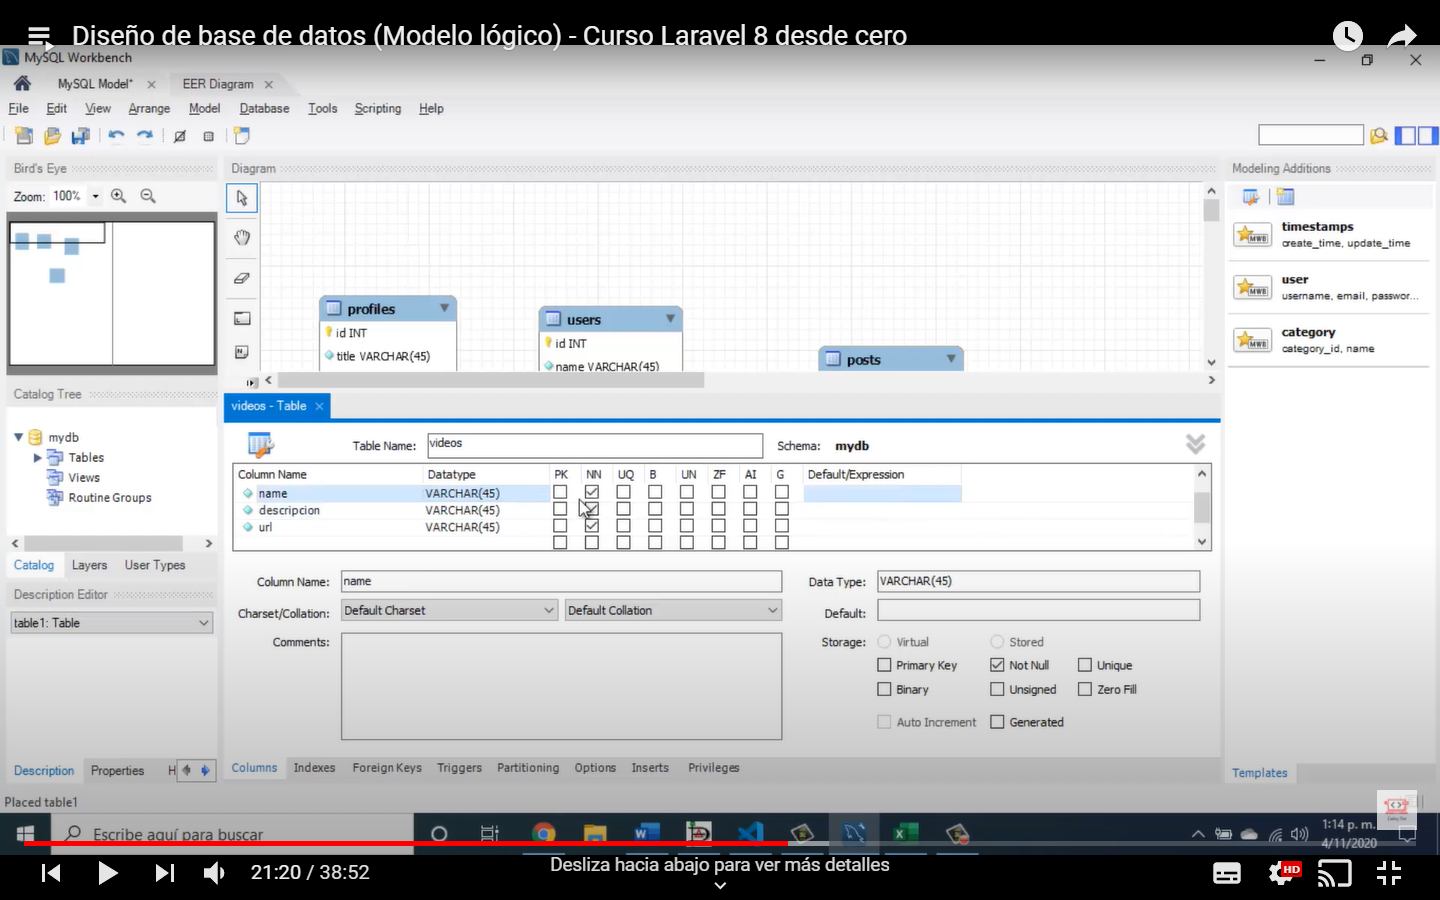 Diseño de base de datos (Modelo lógico) - Curso Laravel 8 desde cero
MySQL Workbench
MySQL Model*
EER Diagram
File Edit View Arrange Model Database Tools Scripting Help
Bird's Eye
Zoom: 100%
Diagram
profiles
id INT
title VARCHAR(45)
users
id INT
name VARCHAR(45)
posts
Modeling Additions
timestamps
create_time, update_time
user
username, email, passwor...
category
category_id, name
Catalog Tree
mydb
Tables
Views
Routine Groups
Catalog Layers User Types
Description Editor
table1: Table
Description Properties H
videos - Table
Table Name: videos Schema: mydb
Column Name Datatype PK NN UQ B UN ZF AI G Default/Expression
name VARCHAR(45)
descripcion VARCHAR(45)
url VARCHAR(45)
Column Name: name Data Type: VARCHAR(45)
Charset/Collation: Default Charset Default Collation Default:
Comments: Storage: Virtual Stored
Primary Key Not Null Unique
Binary Unsigned Zero Fill
Auto Increment Generated
Columns Indexes Foreign Keys Triggers Partitioning Options Inserts Privileges
Templates
Placed table1
Escribe aquí para buscar
1:14 p. m.
4/11/2020
21:20 / 38:52
Desliza hacia abajo para ver más detalles
HD